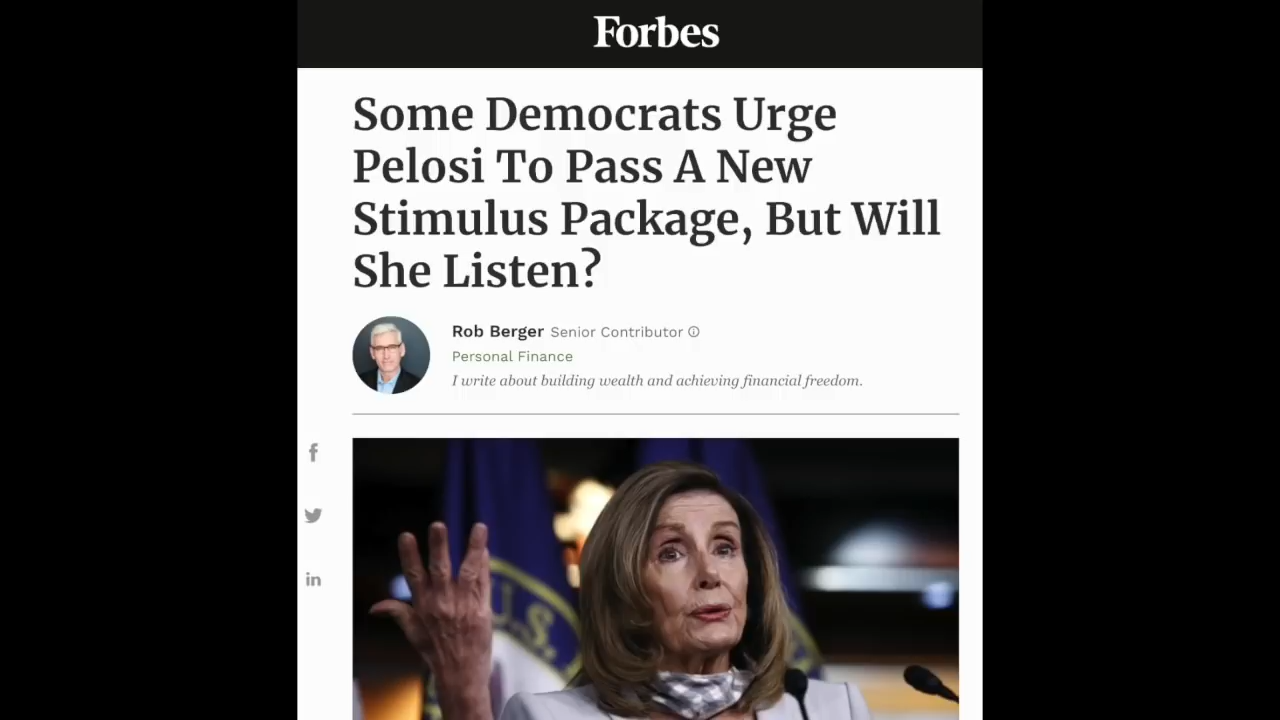 Forbes
Some Democrats Urge
Pelosi To Pass A New
Stimulus Package, But Will
She Listen?
Rob Berger Senior Contributor
Personal Finance
I write about building wealth and achieving financial freedom.
U.S.